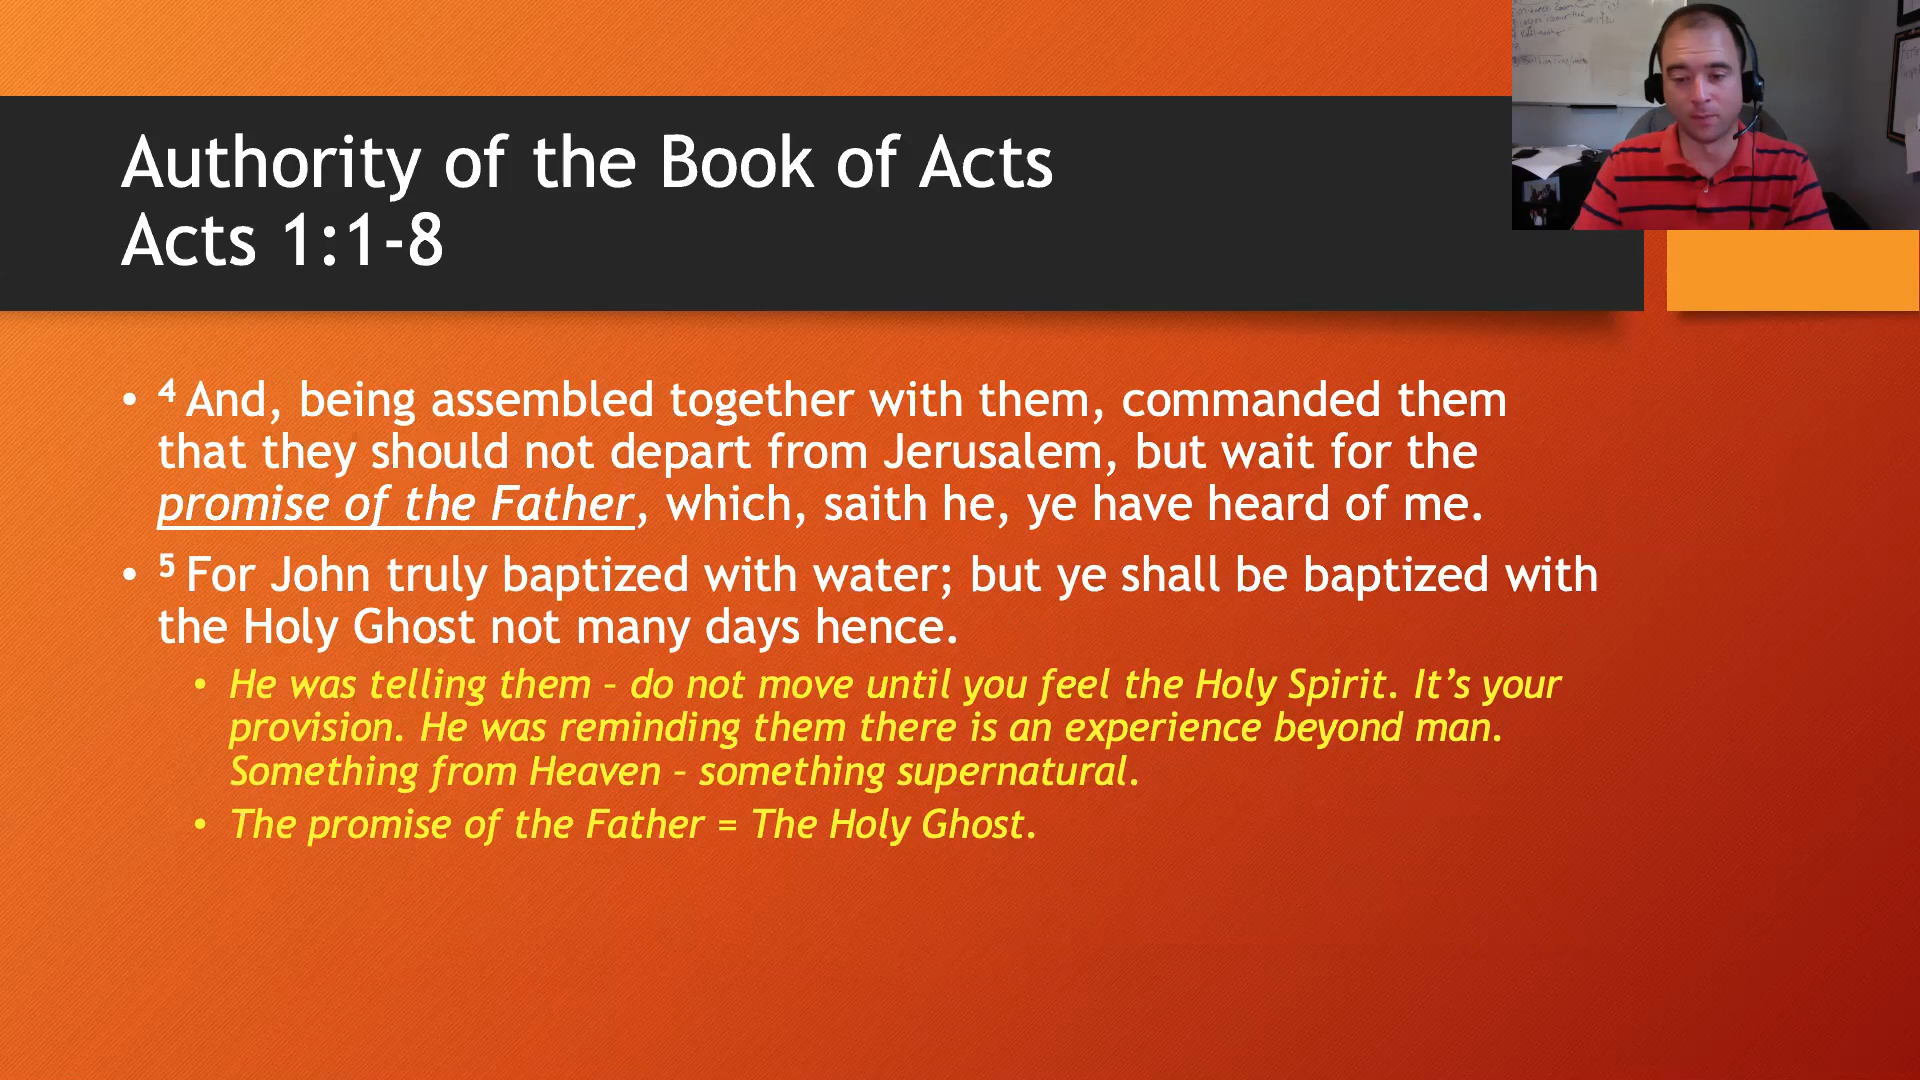 Authority of the Book of Acts
Acts 1:1-8
• 4 And, being assembled together with them, commanded them
that they should not depart from Jerusalem, but wait for the
promise of the Father, which, saith he, ye have heard of me.
• 5 For John truly baptized with water; but ye shall be baptized with
the Holy Ghost not many days hence.
• He was telling them – do not move until you feel the Holy Spirit. It’s your
provision. He was reminding them there is an experience beyond man.
Something from Heaven – something supernatural.
• The promise of the Father = The Holy Ghost.